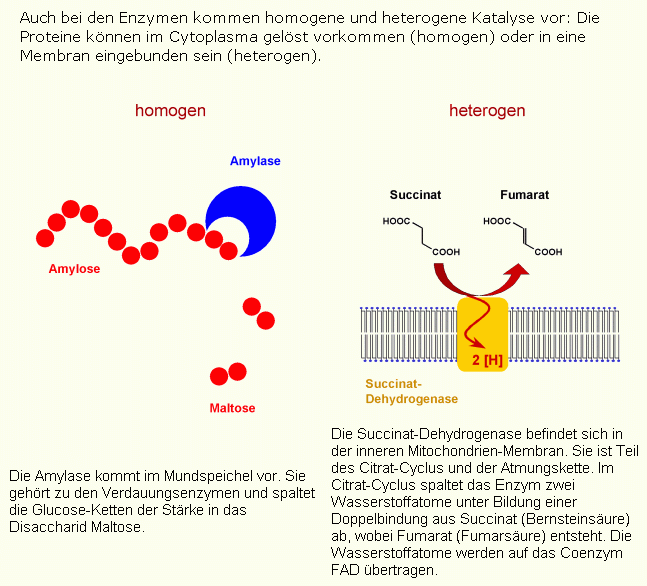 Auch bei den Enzymen kommen homogene und heterogene Katalyse vor: Die
Proteine können im Cytoplasma gelöst vorkommen (homogen) oder in eine
Membran eingebunden sein (heterogen).
homogen
Amylase
Amylose
Maltose
Die Amylase kommt im Mundspeichel vor. Sie
gehört zu den Verdauungsenzymen und spaltet
die Glucose-Ketten der Stärke in das
Disaccharid Maltose.
heterogen
Succinat
Fumarat
HOOC
COOH
HOOC
COOH
2 [H]
Succinat-
Dehydrogenase
Die Succinat-Dehydrogenase befindet sich in
der inneren Mitochondrien-Membran. Sie ist Teil
des Citrat-Cyclus und der Atmungskette. Im
Citrat-Cyclus spaltet das Enzym zwei
Wasserstoffatome unter Bildung einer
Doppelbindung aus Succinat (Bernsteinsäure)
ab, wobei Fumarat (Fumarsäure) entsteht. Die
Wasserstoffatome werden auf das Coenzym
FAD übertragen.